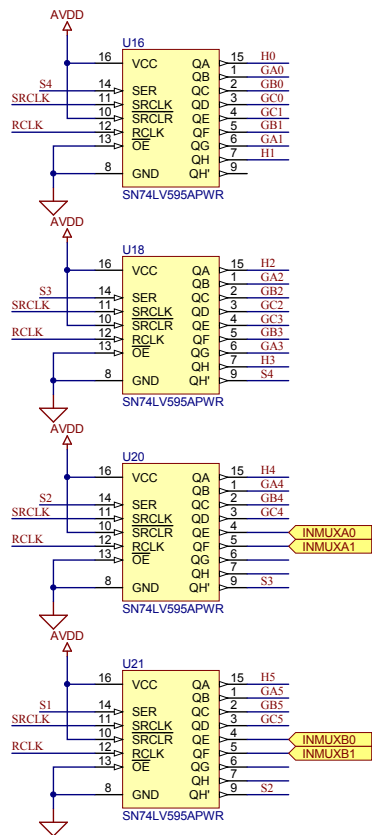 AVDD
U16
16 VCC QA 15 H0
QB 1 GA0
S4 14 SER QC 2 GB0
SRCLK 11 SRCLK QD 3 GC0
10 SRCLR QE 4 GC1
RCLK 12 RCLK QF 5 GB1
13 OE QG 6 GA1
QH 7 H1
8 GND QH' 9
SN74LV595APWR
AVDD
U18
16 VCC QA 15 H2
QB 1 GA2
S3 14 SER QC 2 GB2
SRCLK 11 SRCLK QD 3 GC2
10 SRCLR QE 4 GC3
RCLK 12 RCLK QF 5 GB3
13 OE QG 6 GA3
QH 7 H3
8 GND QH' 9 S4
SN74LV595APWR
AVDD
U20
16 VCC QA 15 H4
QB 1 GA4
S2 14 SER QC 2 GB4
SRCLK 11 SRCLK QD 3 GC4
10 SRCLR QE 4 INMUXA0
RCLK 12 RCLK QF 5 INMUXA1
13 OE QG 6
QH 7
8 GND QH' 9 S3
SN74LV595APWR
AVDD
U21
16 VCC QA 15 H5
QB 1 GA5
S1 14 SER QC 2 GB5
SRCLK 11 SRCLK QD 3 GC5
10 SRCLR QE 4 INMUXB0
RCLK 12 RCLK QF 5 INMUXB1
13 OE QG 6
QH 7
8 GND QH' 9 S2
SN74LV595APWR